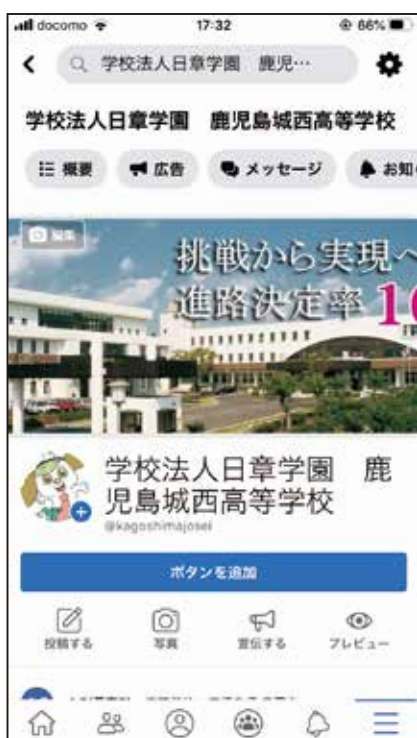 docomo 17:32 66%
学校法人日章学園 鹿児…
学校法人日章学園 鹿児島城西高等学校
概要 広告 メッセージ お知
編集
挑戦から実現へ
進路決定率 10
学校法人日章学園 鹿
児島城西高等学校
@kagoshimajosei
ボタンを追加
投稿する 写真 宣伝する プレビュー